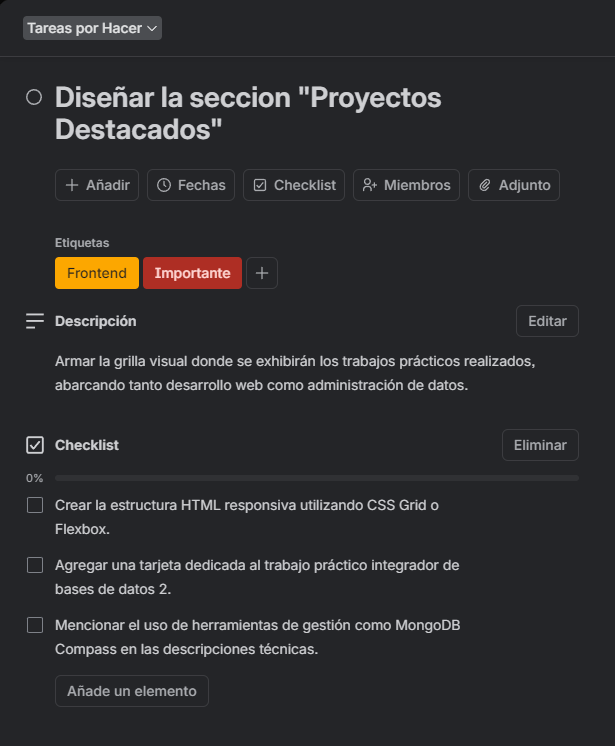 Tareas por Hacer
Diseñar la seccion "Proyectos
Destacados"
Añadir
Fechas
Checklist
Miembros
Adjunto
Etiquetas
Frontend
Importante
Descripción
Editar
Armar la grilla visual donde se exhibirán los trabajos prácticos realizados,
abarcando tanto desarrollo web como administración de datos.
Checklist
Eliminar
0%
Crear la estructura HTML responsiva utilizando CSS Grid o
Flexbox.
Agregar una tarjeta dedicada al trabajo práctico integrador de
bases de datos 2.
Mencionar el uso de herramientas de gestión como MongoDB
Compass en las descripciones técnicas.
Añade un elemento